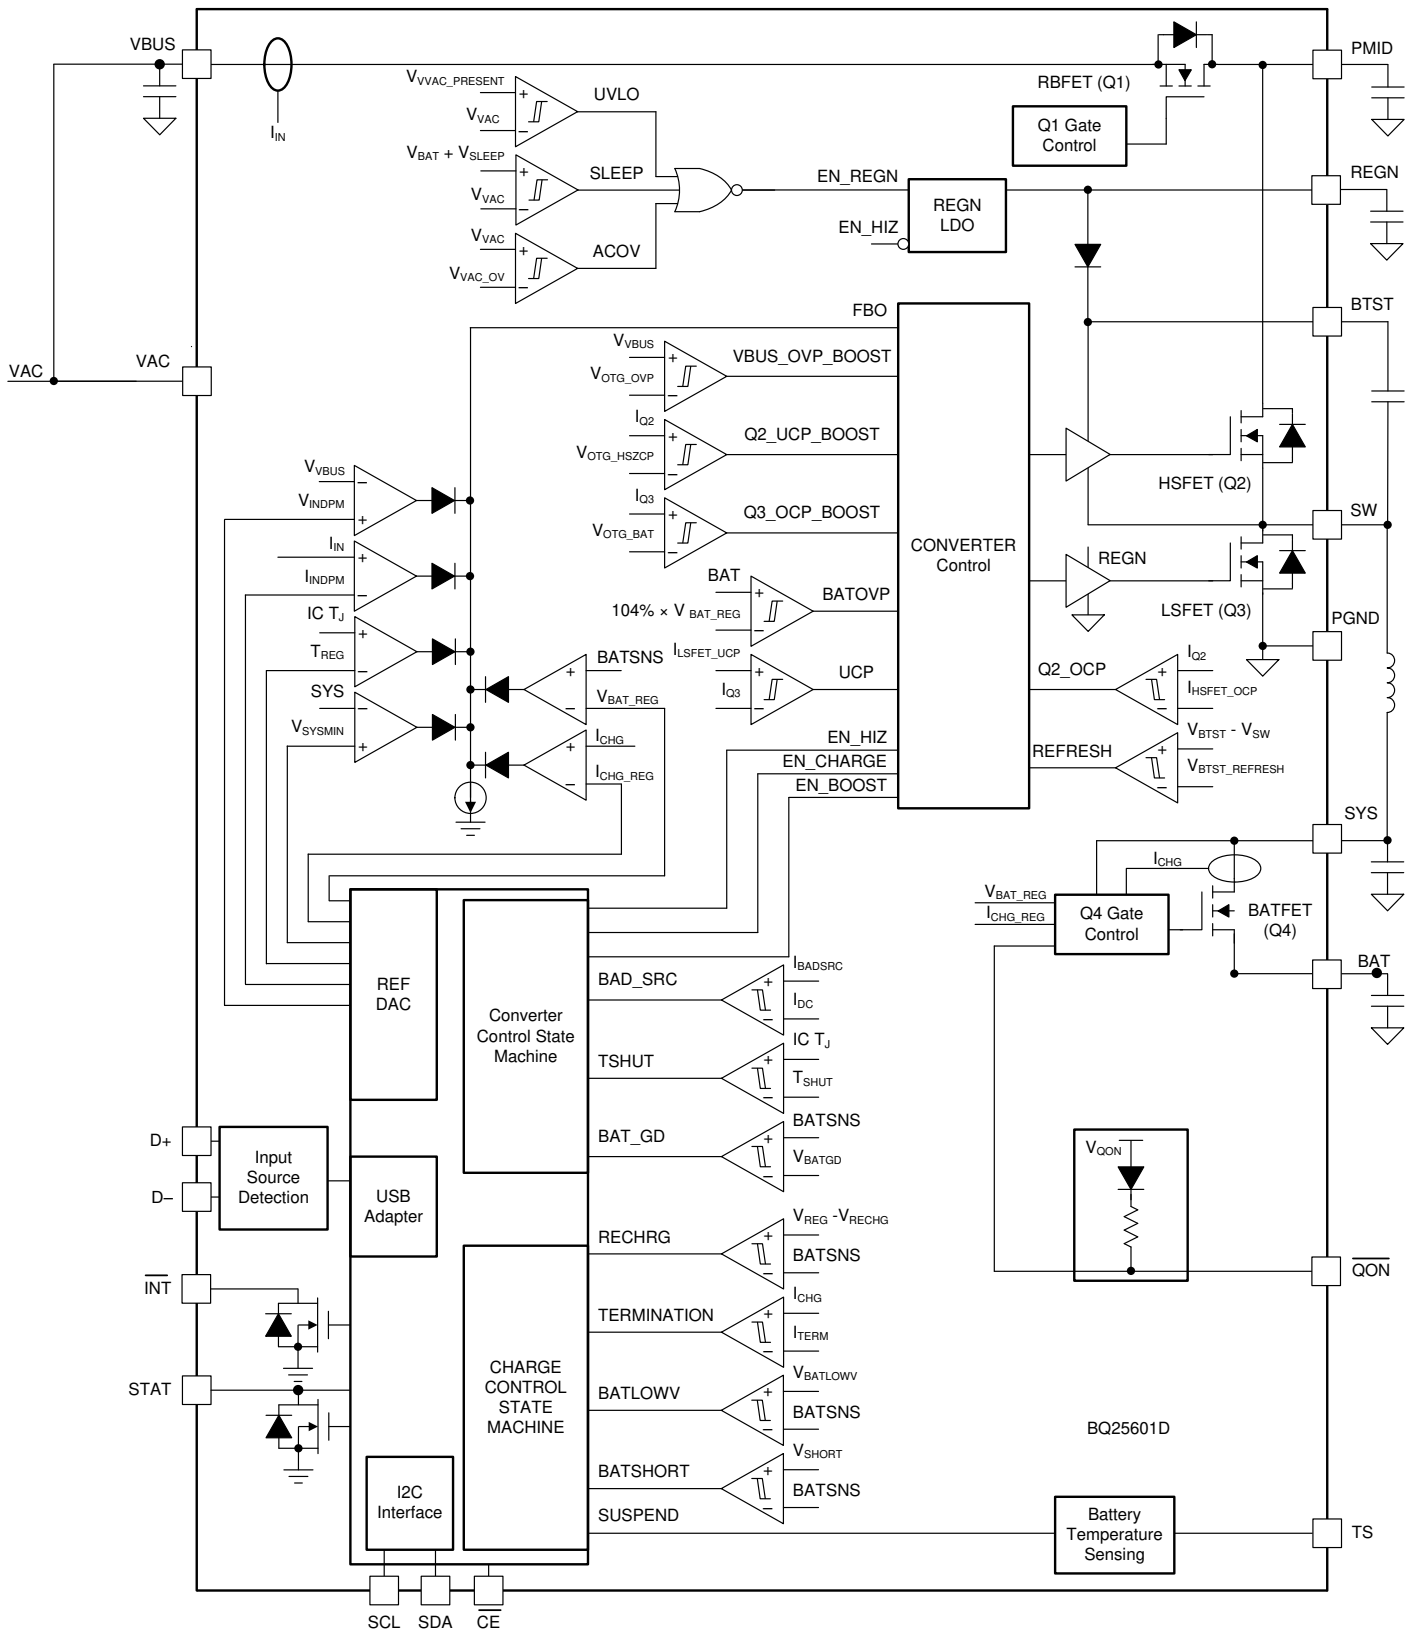 VBUS
I_IN
V_VVAC_PRESENT
+
V_VAC
−
UVLO
V_BAT + V_SLEEP
+
V_VAC
−
SLEEP
V_VAC
+
V_VAC_OV
−
ACOV
RBFET (Q1)
Q1 Gate
Control
PMID
EN_REGN
EN_HIZ
REGN
LDO
REGN
BTST
VAC
VAC
FBO
V_VBUS
+
V_OTG_OVP
−
VBUS_OVP_BOOST
I_Q2
+
V_OTG_HSZCP
−
Q2_UCP_BOOST
I_Q3
+
V_OTG_BAT
−
Q3_OCP_BOOST
BAT
+
104% × V BAT_REG
−
BATOVP
I_LSFET_UCP
+
I_Q3
−
UCP
EN_HIZ
EN_CHARGE
EN_BOOST
CONVERTER
Control
HSFET (Q2)
SW
REGN
LSFET (Q3)
PGND
Q2_OCP
I_Q2
+
I_HSFET_OCP
−
REFRESH
V_BTST - V_SW
+
V_BTST_REFRESH
−
V_VBUS
−
V_INDPM
+
I_IN
+
I_INDPM
−
IC T_J
+
T_REG
−
SYS
−
V_SYSMIN
+
BATSNS
+
V_BAT_REG
−
I_CHG
+
I_CHG_REG
−
SYS
I_CHG
V_BAT_REG
I_CHG_REG
Q4 Gate
Control
BATFET
(Q4)
BAT
REF
DAC
Converter
Control State
Machine
BAD_SRC
I_BADSRC
+
I_DC
−
TSHUT
IC T_J
+
T_SHUT
−
BAT_GD
BATSNS
+
V_BATGD
−
D+
D−
Input
Source
Detection
USB
Adapter
V_QON
QON
RECHRG
V_REG -V_RECHG
+
BATSNS
−
TERMINATION
I_CHG
+
I_TERM
−
BATLOWV
V_BATLOWV
+
BATSNS
−
BATSHORT
V_SHORT
+
BATSNS
−
SUSPEND
CHARGE
CONTROL
STATE
MACHINE
INT
STAT
I2C
Interface
BQ25601D
Battery
Temperature
Sensing
TS
SCL
SDA
CE